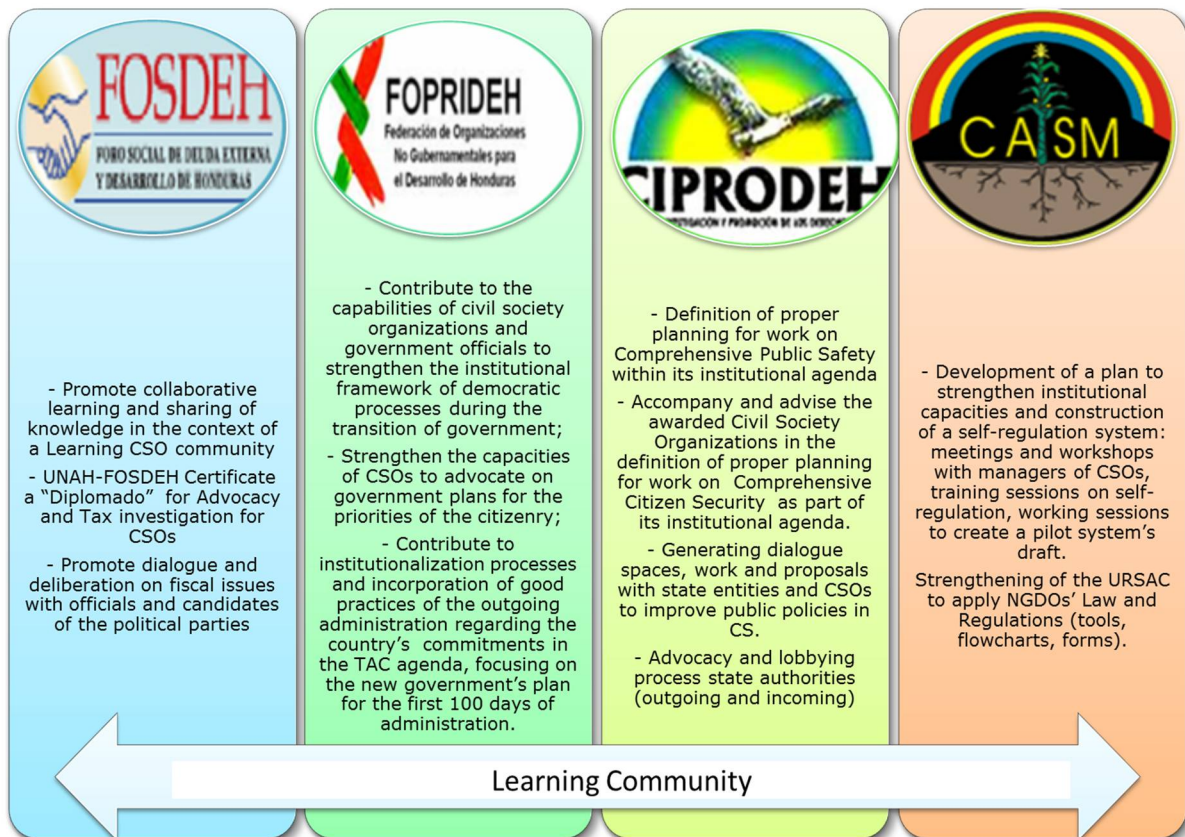 FOSDEH
FORO SOCIAL DE DEUDA EXTERNA
Y DESARROLLO DE HONDURAS
- Promote collaborative
learning and sharing of
knowledge in the context of
a Learning CSO community
- UNAH-FOSDEH Certificate
a “Diplomado” for Advocacy
and Tax investigation for
CSOs
- Promote dialogue and
deliberation on fiscal issues
with officials and candidates
of the political parties
FOPRIDEH
Federación de Organizaciones
No Gubernamentales para
el Desarrollo de Honduras
- Contribute to the
capabilities of civil society
organizations and
government officials to
strengthen the institutional
framework of democratic
processes during the
transition of government;
- Strengthen the capacities
of CSOs to advocate on
government plans for the
priorities of the citizenry;
- Contribute to
institutionalization processes
and incorporation of good
practices of the outgoing
administration regarding the
country’s commitments in
the TAC agenda, focusing on
the new government’s plan
for the first 100 days of
administration.
CIPRODEH
Y PROMOCIÓN DE LOS
- Definition of proper
planning for work on
Comprehensive Public Safety
within its institutional agenda
- Accompany and advise the
awarded Civil Society
Organizations in the
definition of proper planning
for work on Comprehensive
Citizen Security as part of
its institutional agenda.
- Generating dialogue
spaces, work and proposals
with state entities and CSOs
to improve public policies in
CS.
- Advocacy and lobbying
process state authorities
(outgoing and incoming)
CASM
- Development of a plan to
strengthen institutional
capacities and construction
of a self-regulation system:
meetings and workshops
with managers of CSOs,
training sessions on self-
regulation, working sessions
to create a pilot system’s
draft.
Strengthening of the URSAC
to apply NGDOs’ Law and
Regulations (tools,
flowcharts, forms).
Learning Community